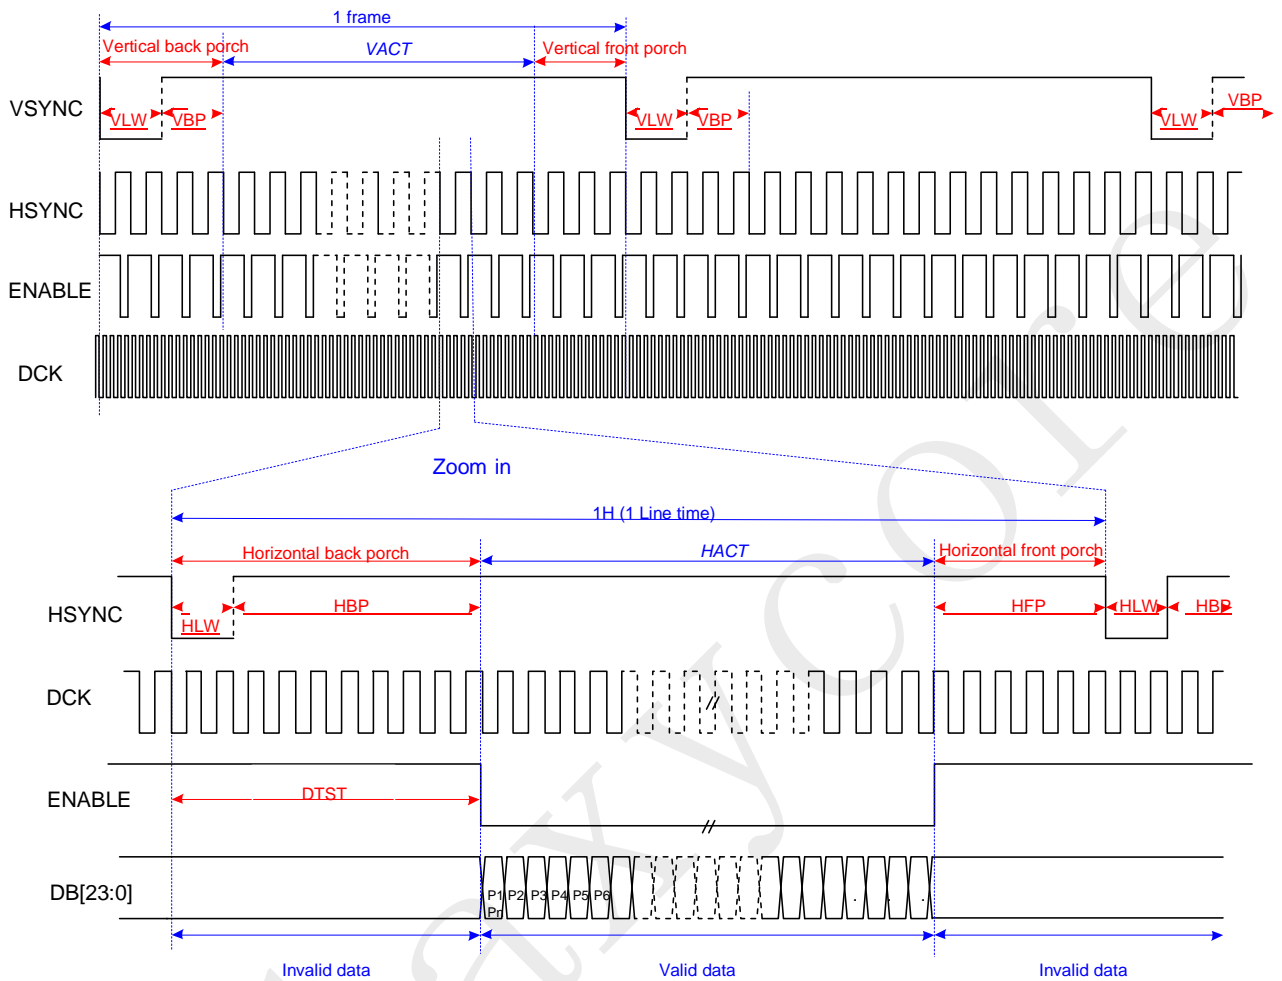 1 frame
Vertical back porch VACT Vertical front porch
VSYNC VLW VBP VLW VBP VLW VBP
HSYNC
ENABLE
DCK
Zoom in
1H (1 Line time)
Horizontal back porch HACT Horizontal front porch
HSYNC HLW HBP HFP HLW HBP
DCK //
ENABLE DTST //
DB[23:0] P1 P2 P3 P4 P5 P6 . . .
Pn
Invalid data Valid data Invalid data
axycore